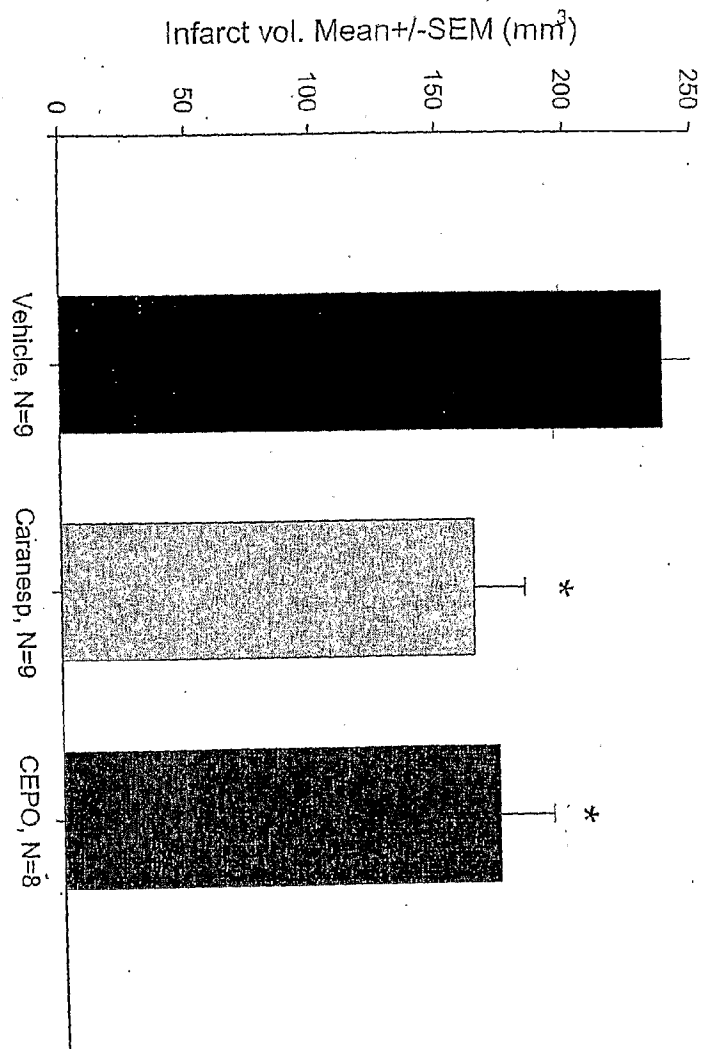 Infarct vol. Mean+/-SEM (mm³)
250
200
150
100
50
0
*
*
Vehicle, N=9
Caranesp, N=9
CEPO, N=8